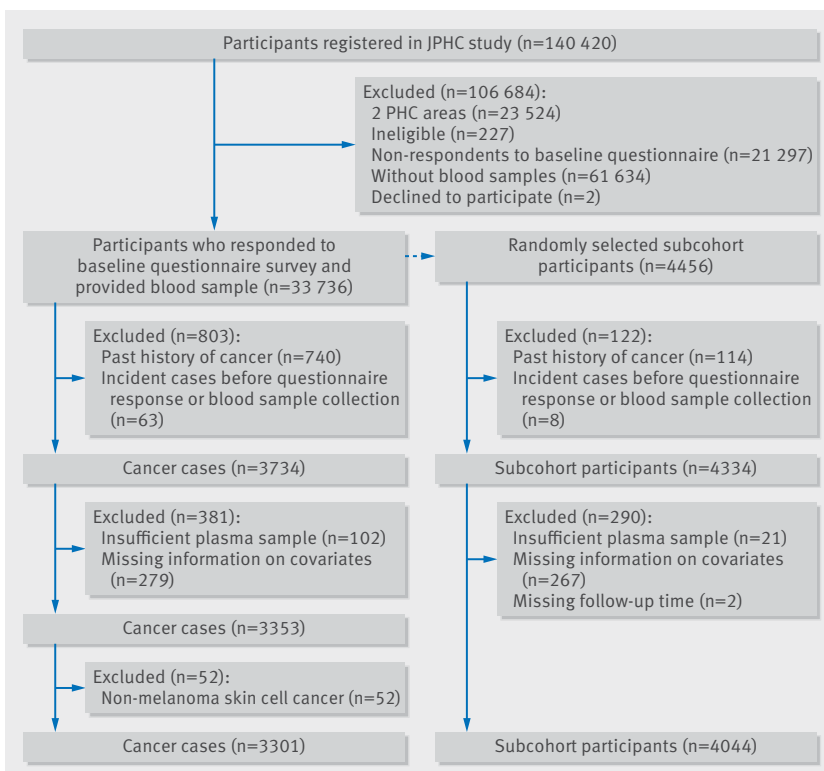 Participants registered in JPHC study (n=140 420)
Excluded (n=106 684):
2 PHC areas (n=23 524)
Ineligible (n=227)
Non-respondents to baseline questionnaire (n=21 297)
Without blood samples (n=61 634)
Declined to participate (n=2)
Participants who responded to
baseline questionnaire survey and
provided blood sample (n=33 736)
Randomly selected subcohort
participants (n=4456)
Excluded (n=803):
Past history of cancer (n=740)
Incident cases before questionnaire
response or blood sample collection
(n=63)
Excluded (n=122):
Past history of cancer (n=114)
Incident cases before questionnaire
response or blood sample collection
(n=8)
Cancer cases (n=3734)
Subcohort participants (n=4334)
Excluded (n=381):
Insufficient plasma sample (n=102)
Missing information on covariates
(n=279)
Excluded (n=290):
Insufficient plasma sample (n=21)
Missing information on covariates
(n=267)
Missing follow-up time (n=2)
Cancer cases (n=3353)
Excluded (n=52):
Non-melanoma skin cell cancer (n=52)
Cancer cases (n=3301)
Subcohort participants (n=4044)